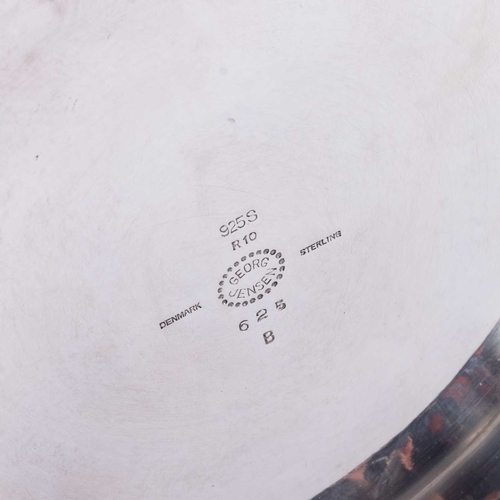 925S
R10
GEORG
JENSEN
DENMARK
STERLING
625
B